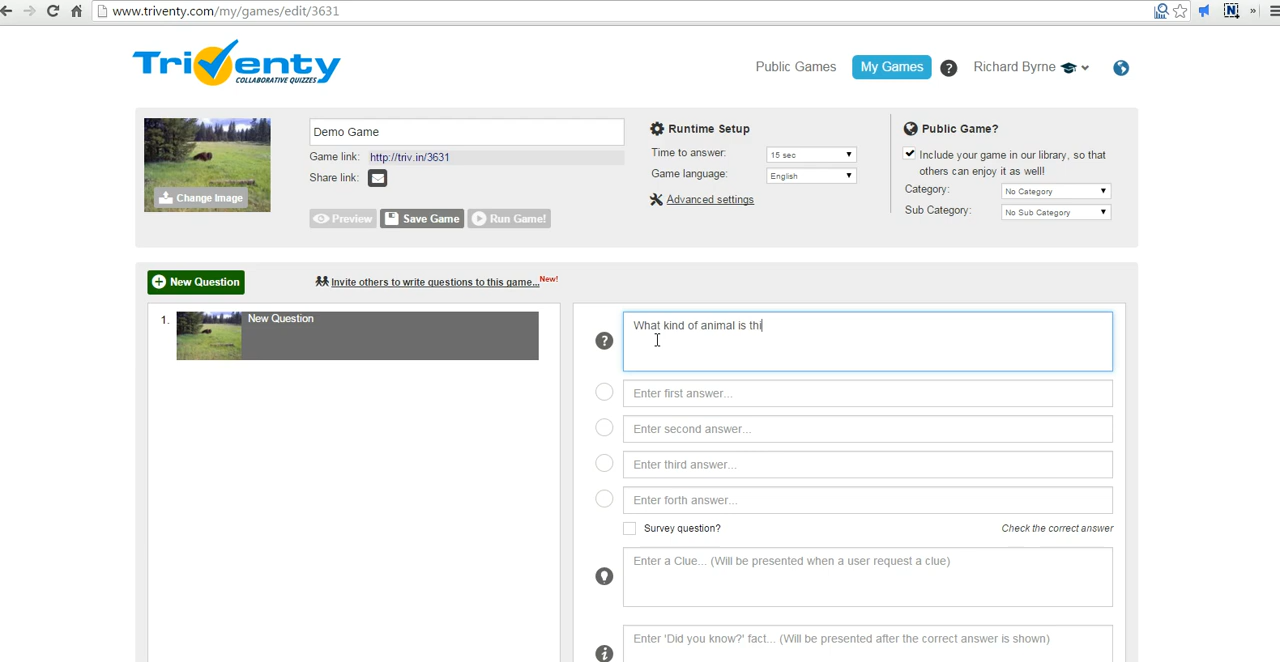 www.triventy.com/my/games/edit/3631
N
»
Triventy
COLLABORATIVE QUIZZES
Public Games
My Games
?
Richard Byrne
Change Image
Demo Game
Game link: http://triv.in/3631
Share link:
Preview
Save Game
Run Game!
Runtime Setup
Time to answer: 15 sec
Game language: English
Advanced settings
Public Game?
Include your game in our library, so that
others can enjoy it as well!
Category: No Category
Sub Category: No Sub Category
New Question
Invite others to write questions to this game... New!
1. New Question
? What kind of animal is thi
Enter first answer...
Enter second answer...
Enter third answer...
Enter forth answer...
Survey question?
Check the correct answer
Enter a Clue... (Will be presented when a user request a clue)
i Enter 'Did you know?' fact... (Will be presented after the correct answer is shown)